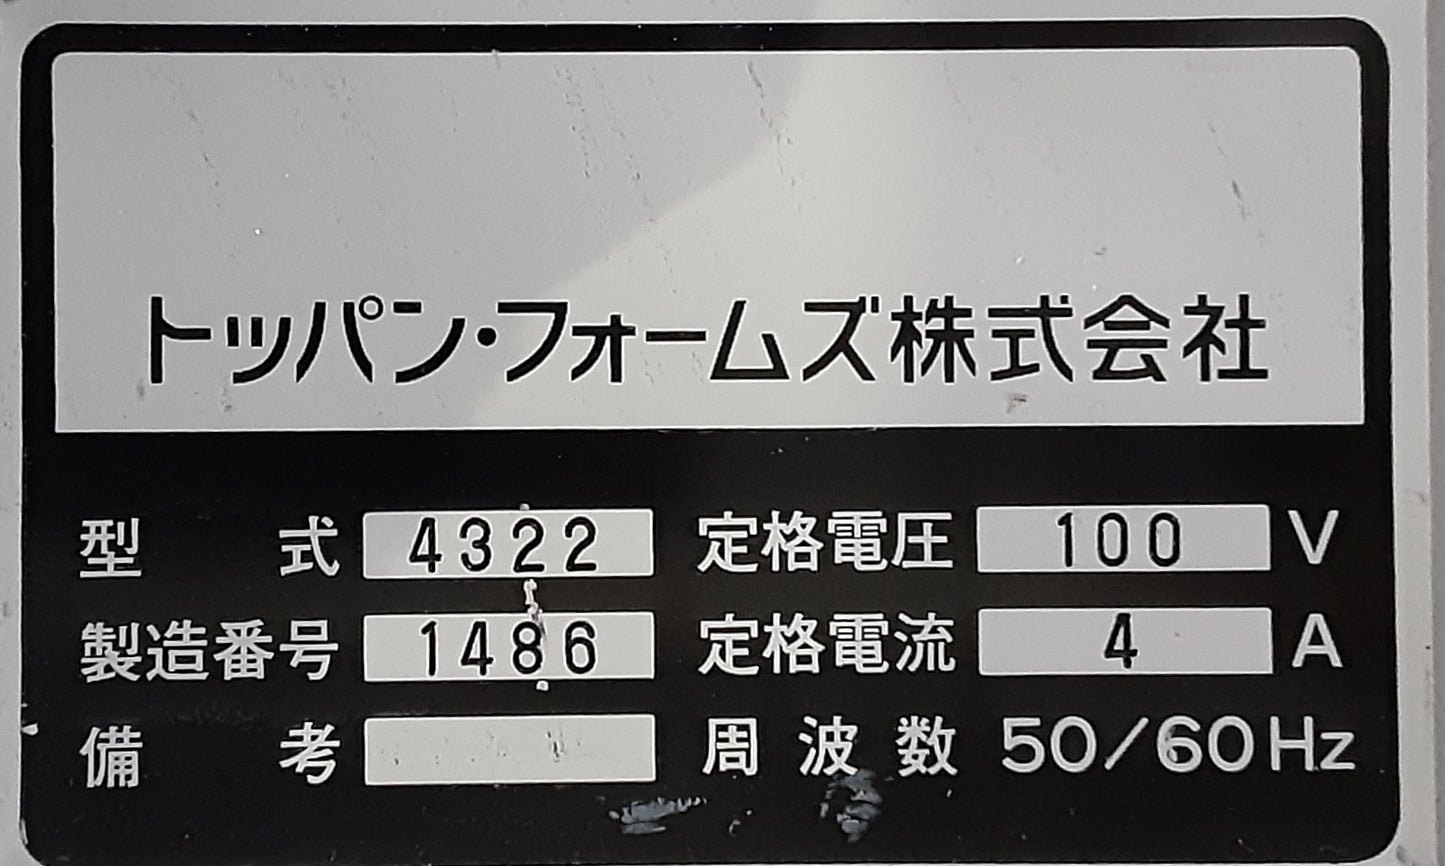 トッパン・フォームズ株式会社
型式 4322 定格電圧 100 V
製造番号 1486 定格電流 4 A
備考 周波数 50/60Hz